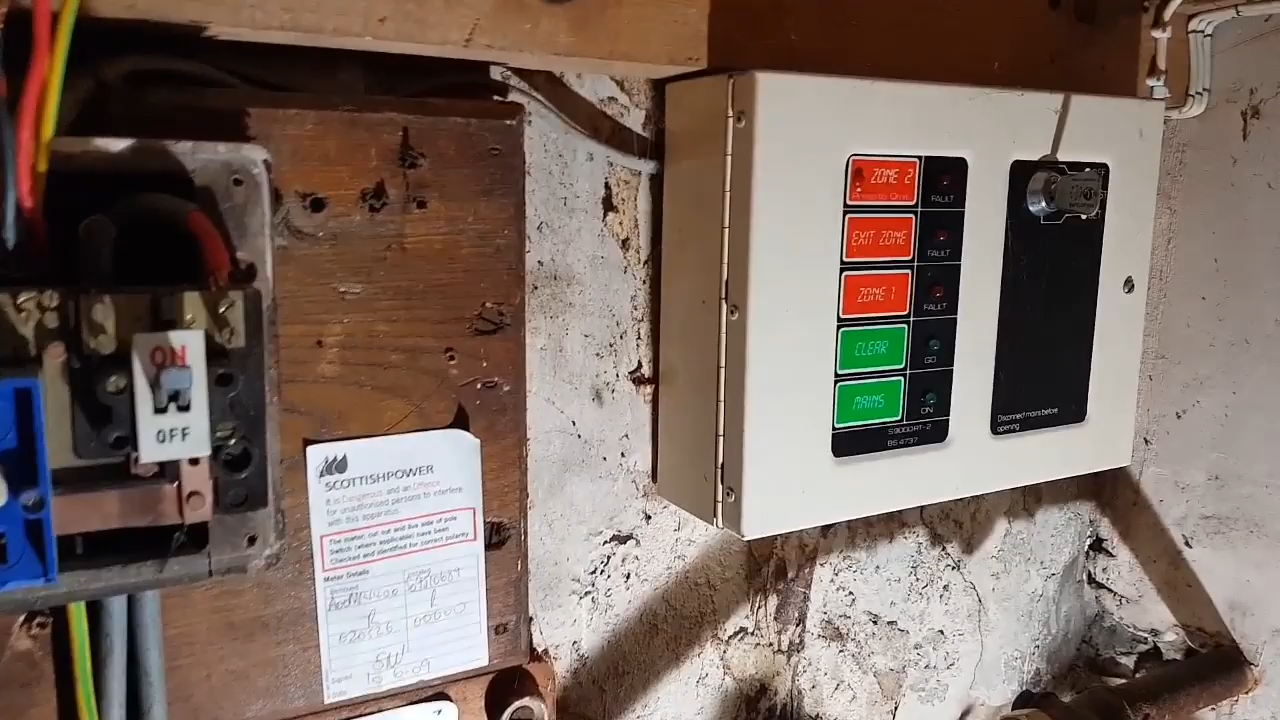 ON
OFF
SCOTTISHPOWER
It is Dangerous and an Offence
for unauthorised persons to interfere
with this apparatus.
The meter, cut out and live side of pole
Switch (where applicable) have been
Checked and identified for correct polarity
Meter Details
R
R
00000
Signed
Date
ZONE 2
FAULT
EXIT ZONE
FAULT
ZONE 1
FAULT
CLEAR
GO
MAINS
ON
BS 4737
Disconnect mains before
opening